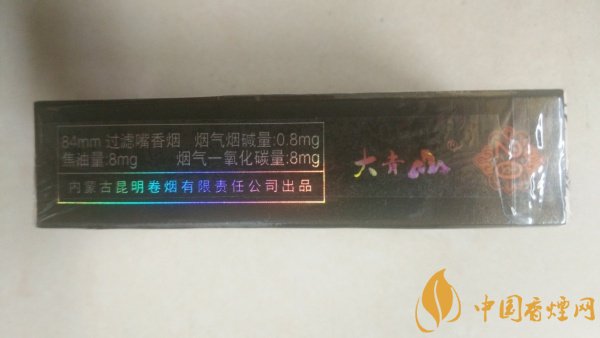 84mm 过滤嘴香烟 烟气烟碱量:0.8mg
焦油量:8mg 烟气一氧化碳量:8mg
内蒙古昆明卷烟有限责任公司出品
大青山®
中国香煙网